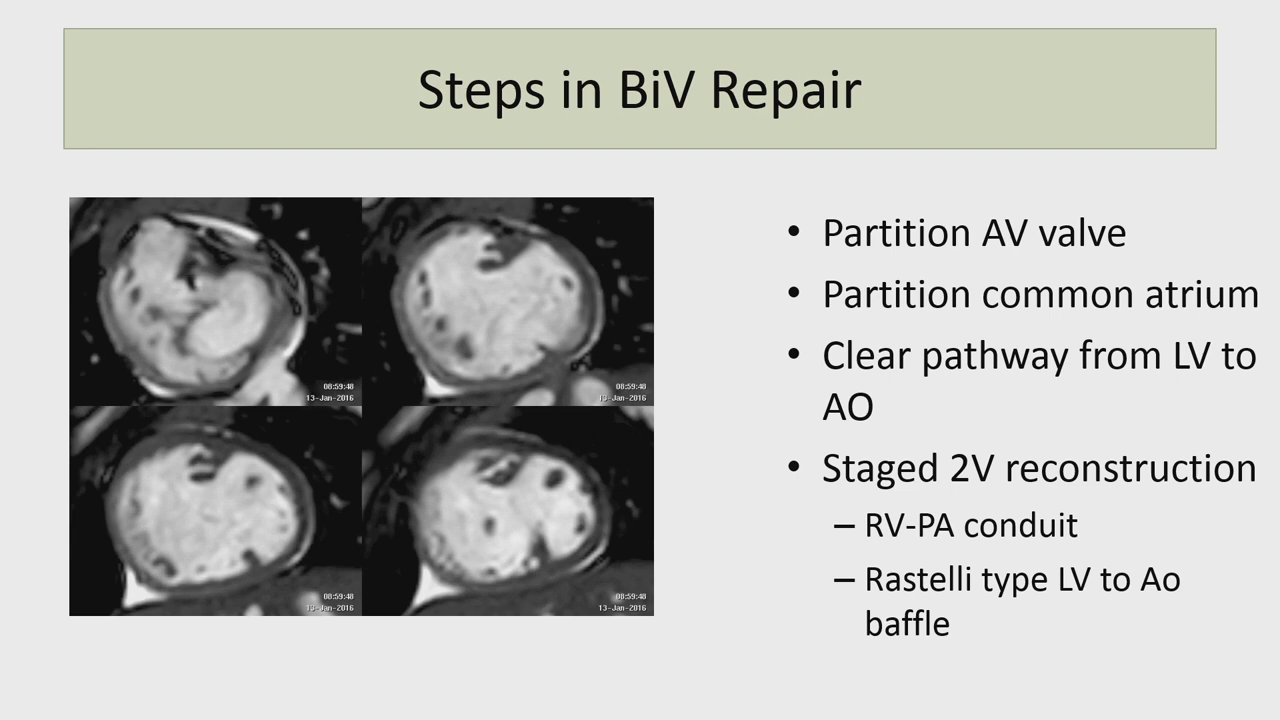 Steps in BiV Repair
08:59:48
13-Jan-2016
08:59:48
13-Jan-2016
08:59:48
13-Jan-2016
08:59:48
13-Jan-2016
• Partition AV valve
• Partition common atrium
• Clear pathway from LV to
AO
• Staged 2V reconstruction
– RV-PA conduit
– Rastelli type LV to Ao
baffle